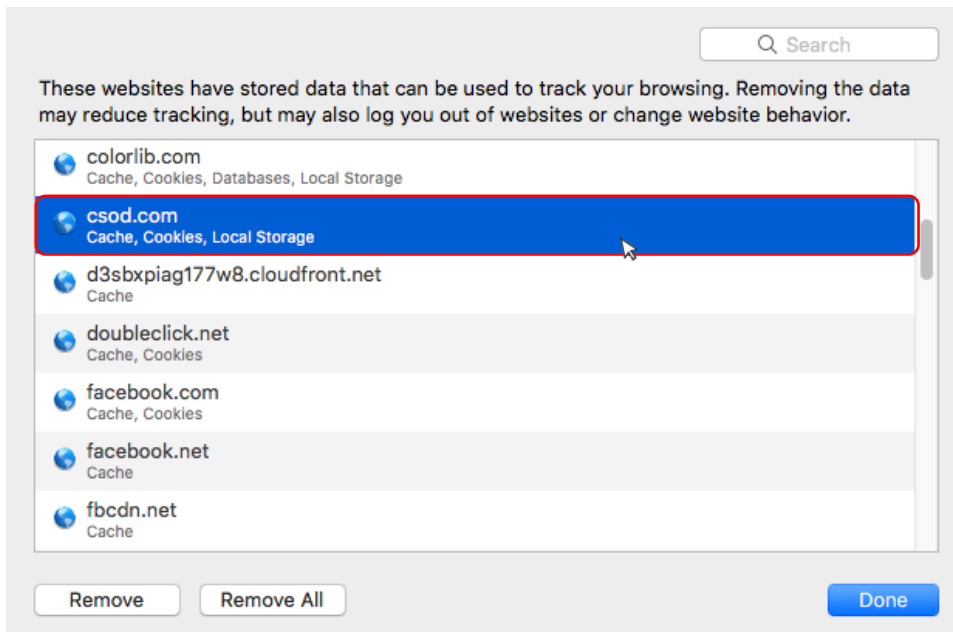 Search
These websites have stored data that can be used to track your browsing. Removing the data
may reduce tracking, but may also log you out of websites or change website behavior.
colorlib.com
Cache, Cookies, Databases, Local Storage
csod.com
Cache, Cookies, Local Storage
d3sbxpiag177w8.cloudfront.net
Cache
doubleclick.net
Cache, Cookies
facebook.com
Cache, Cookies
facebook.net
Cache
fbcdn.net
Cache
Remove
Remove All
Done